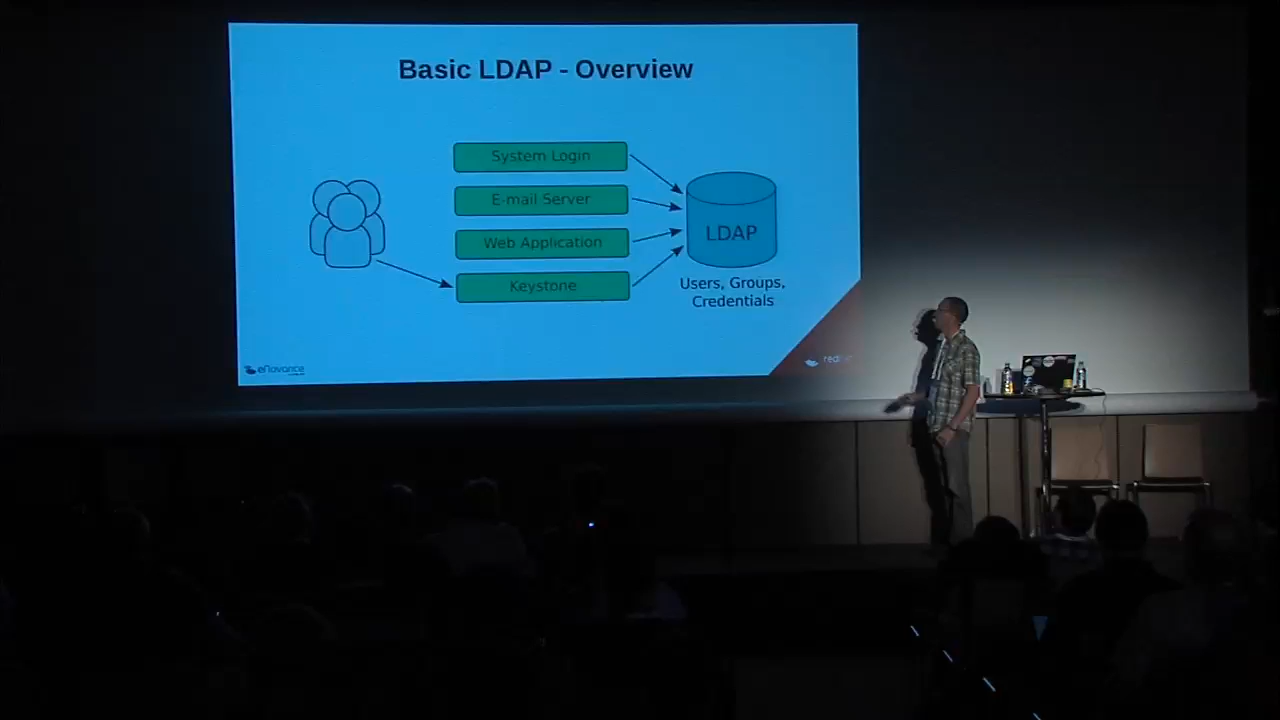 Basic LDAP - Overview
System Login
E-mail Server
Web Application
Keystone
LDAP
Users, Groups,
Credentials
eNovance